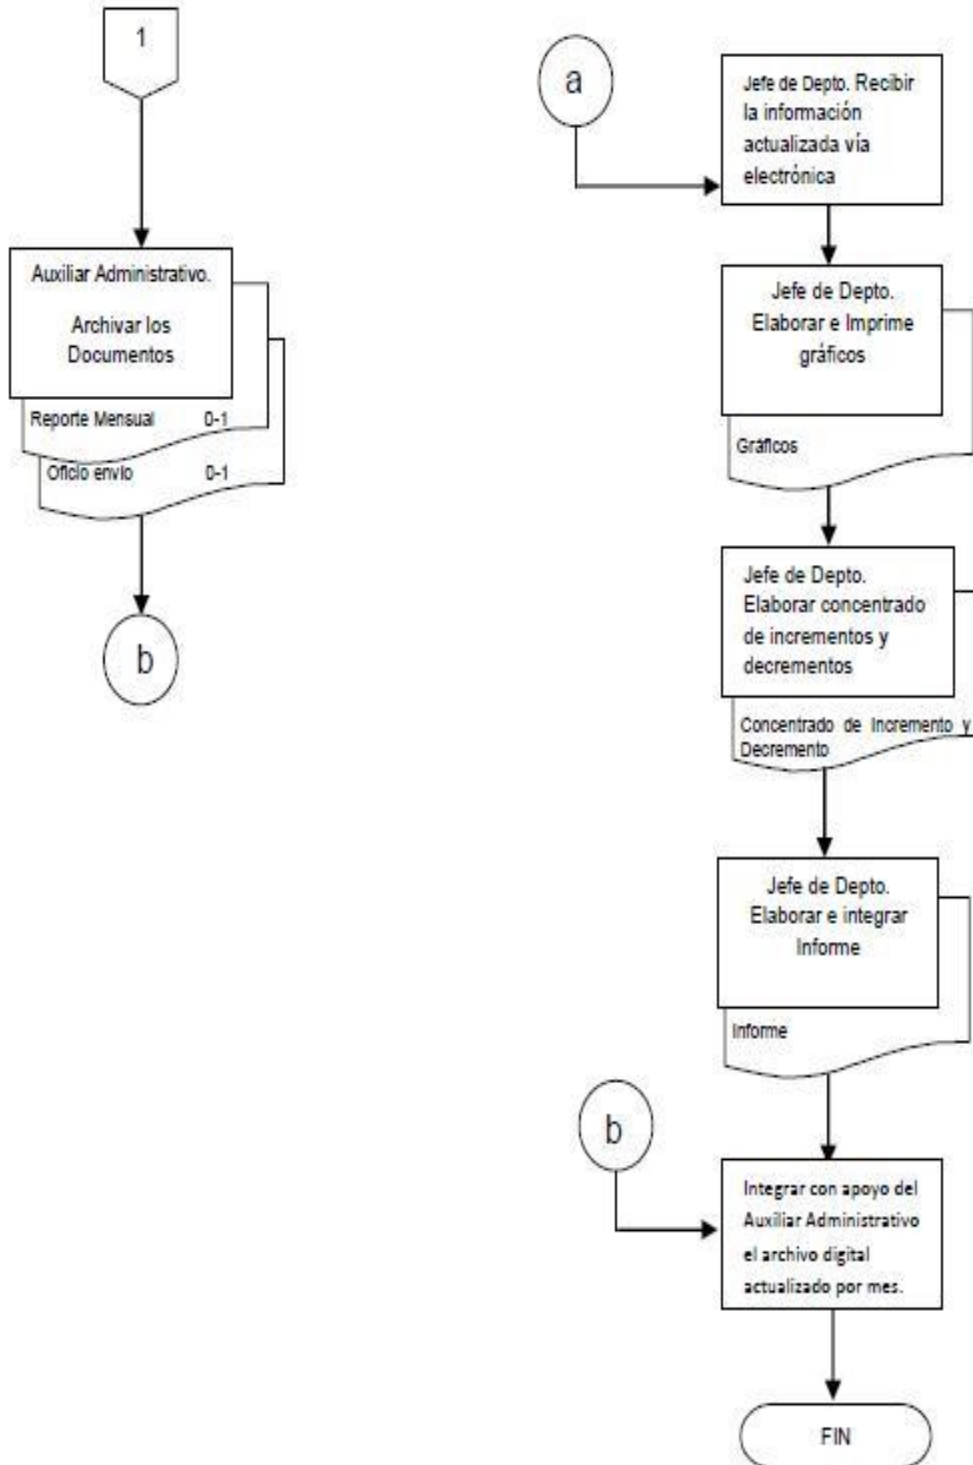 1
Auxiliar Administrativo.
Archivar los
Documentos
Reporte Mensual 0-1
Oficio envio 0-1
b
a
Jefe de Depto. Recibir
la información
actualizada vía
electrónica
Jefe de Depto.
Elaborar e Imprime
gráficos
Gráficos
Jefe de Depto.
Elaborar concentrado
de incrementos y
decrementos
Concentrado de Incremento y
Decremento
Jefe de Depto.
Elaborar e integrar
Informe
Informe
b
Integrar con apoyo del
Auxiliar Administrativo
el archivo digital
actualizado por mes.
FIN